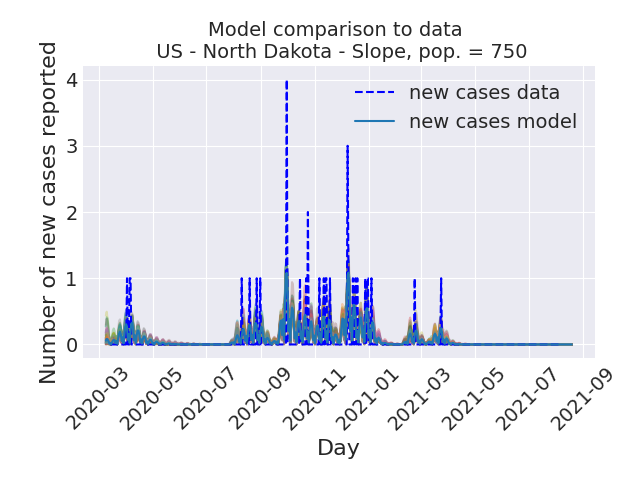 Model comparison to data
US - North Dakota - Slope, pop. = 750
Number of new cases reported
4
3
2
1
0
new cases data
new cases model
2020-03
2020-05
2020-07
2020-09
2020-11
2021-01
2021-03
2021-05
2021-07
2021-09
Day